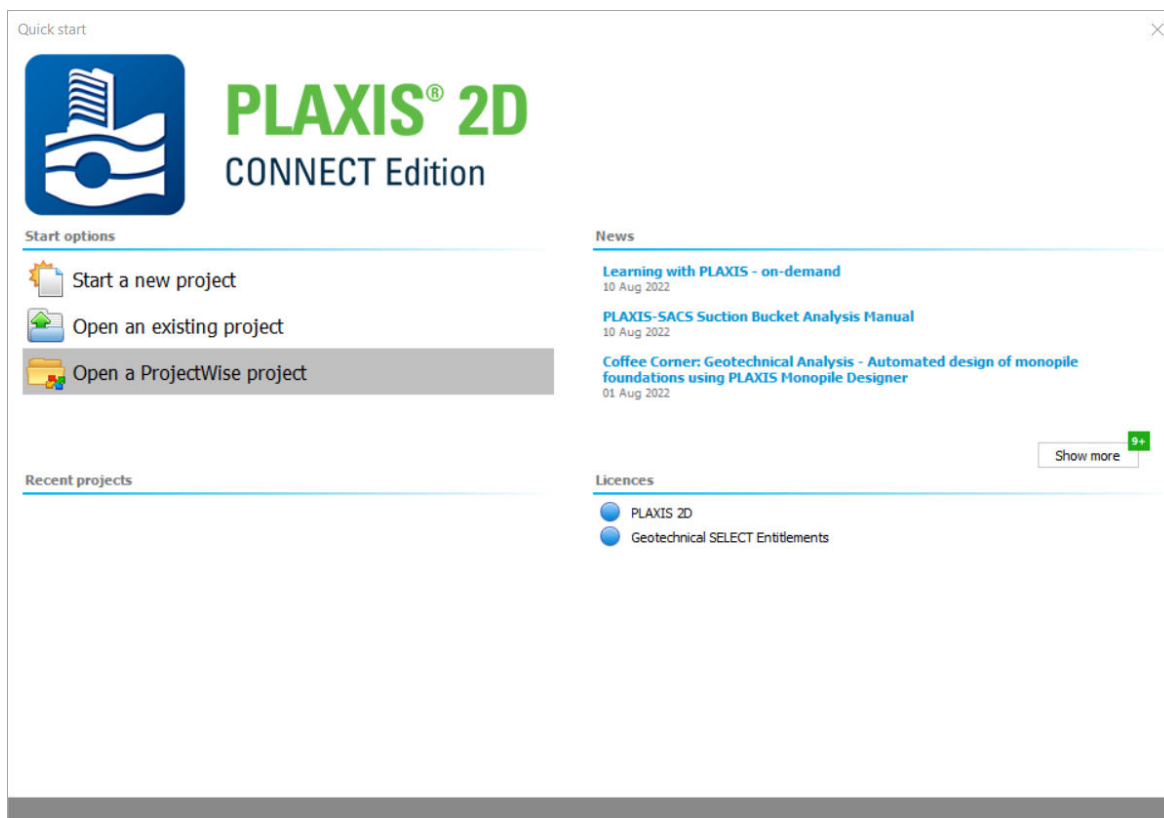 Quick start
PLAXIS® 2D
CONNECT Edition
Start options
Start a new project
Open an existing project
Open a ProjectWise project
News
Learning with PLAXIS - on-demand
10 Aug 2022
PLAXIS-SACS Suction Bucket Analysis Manual
10 Aug 2022
Coffee Corner: Geotechnical Analysis - Automated design of monopile
foundations using PLAXIS Monopile Designer
01 Aug 2022
9+
Show more
Recent projects
Licences
PLAXIS 2D
Geotechnical SELECT Entitlements